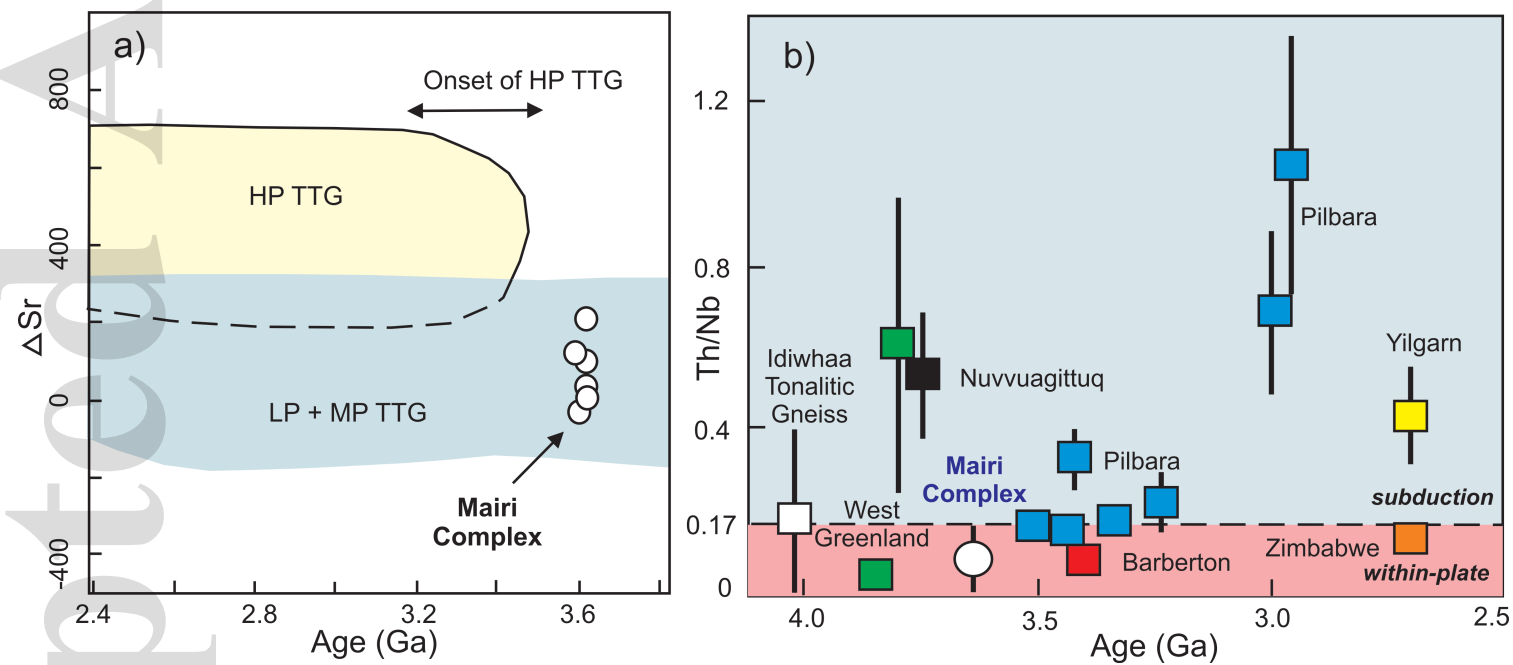 a)
Onset of HP TTG
HP TTG
LP + MP TTG
Mairi
Complex
800
400
0
-400
△Sr
2.4
2.8
3.2
3.6
Age (Ga)
b)
1.2
0.8
0.4
0.17
0
Th/Nb
Pilbara
Yilgarn
Idiwhaa
Tonalitic
Gneiss
Nuvvuagittuq
Mairi
Complex
Pilbara
subduction
West
Greenland
Barberton
Zimbabwe
within-plate
4.0
3.5
3.0
2.5
Age (Ga)
pted A